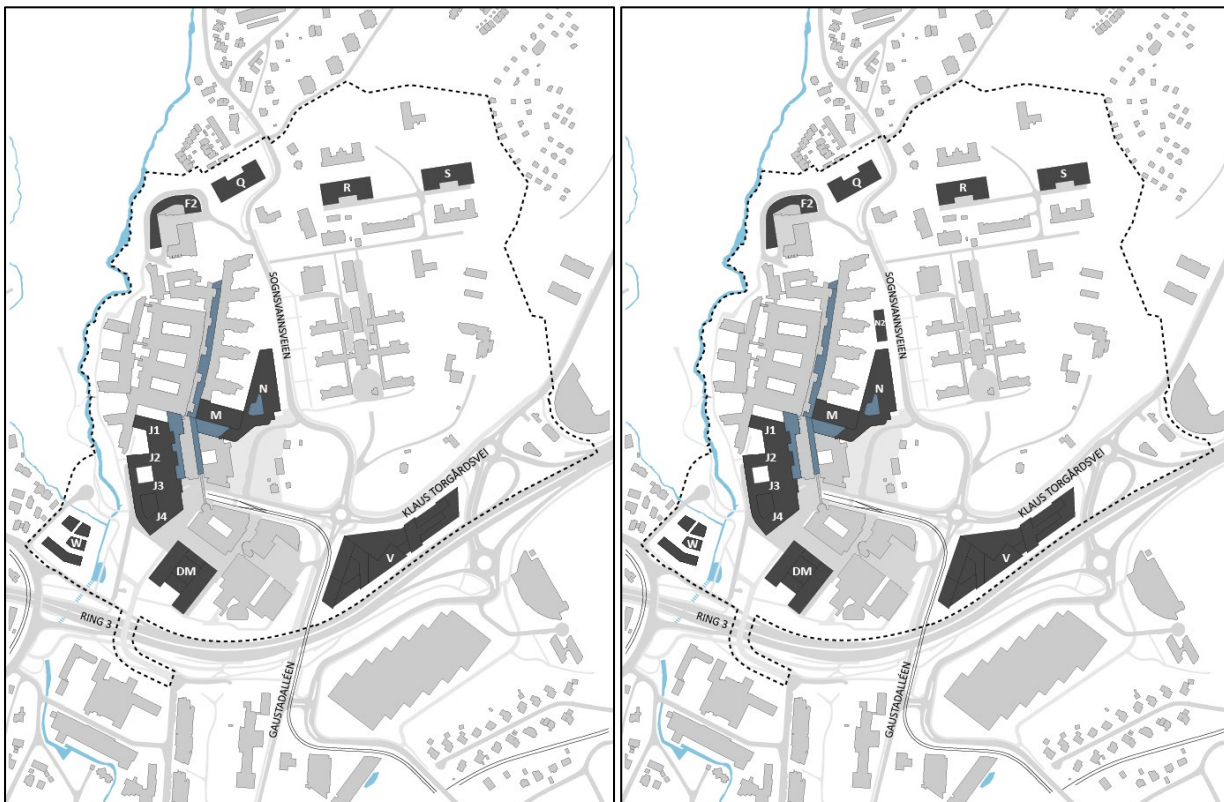 Q
R
S
F2
SOGNSVANNSVEIEN
N
M
J1
J2
J3
J4
KLAUS TORGÅRDSVEI
W
V
DM
RING 3
GAUSTADALLÉEN
Q
R
S
F2
SOGNSVANNSVEIEN
N2
N
M
J1
J2
J3
J4
KLAUS TORGÅRDSVEI
W
V
DM
RING 3
GAUSTADALLÉEN